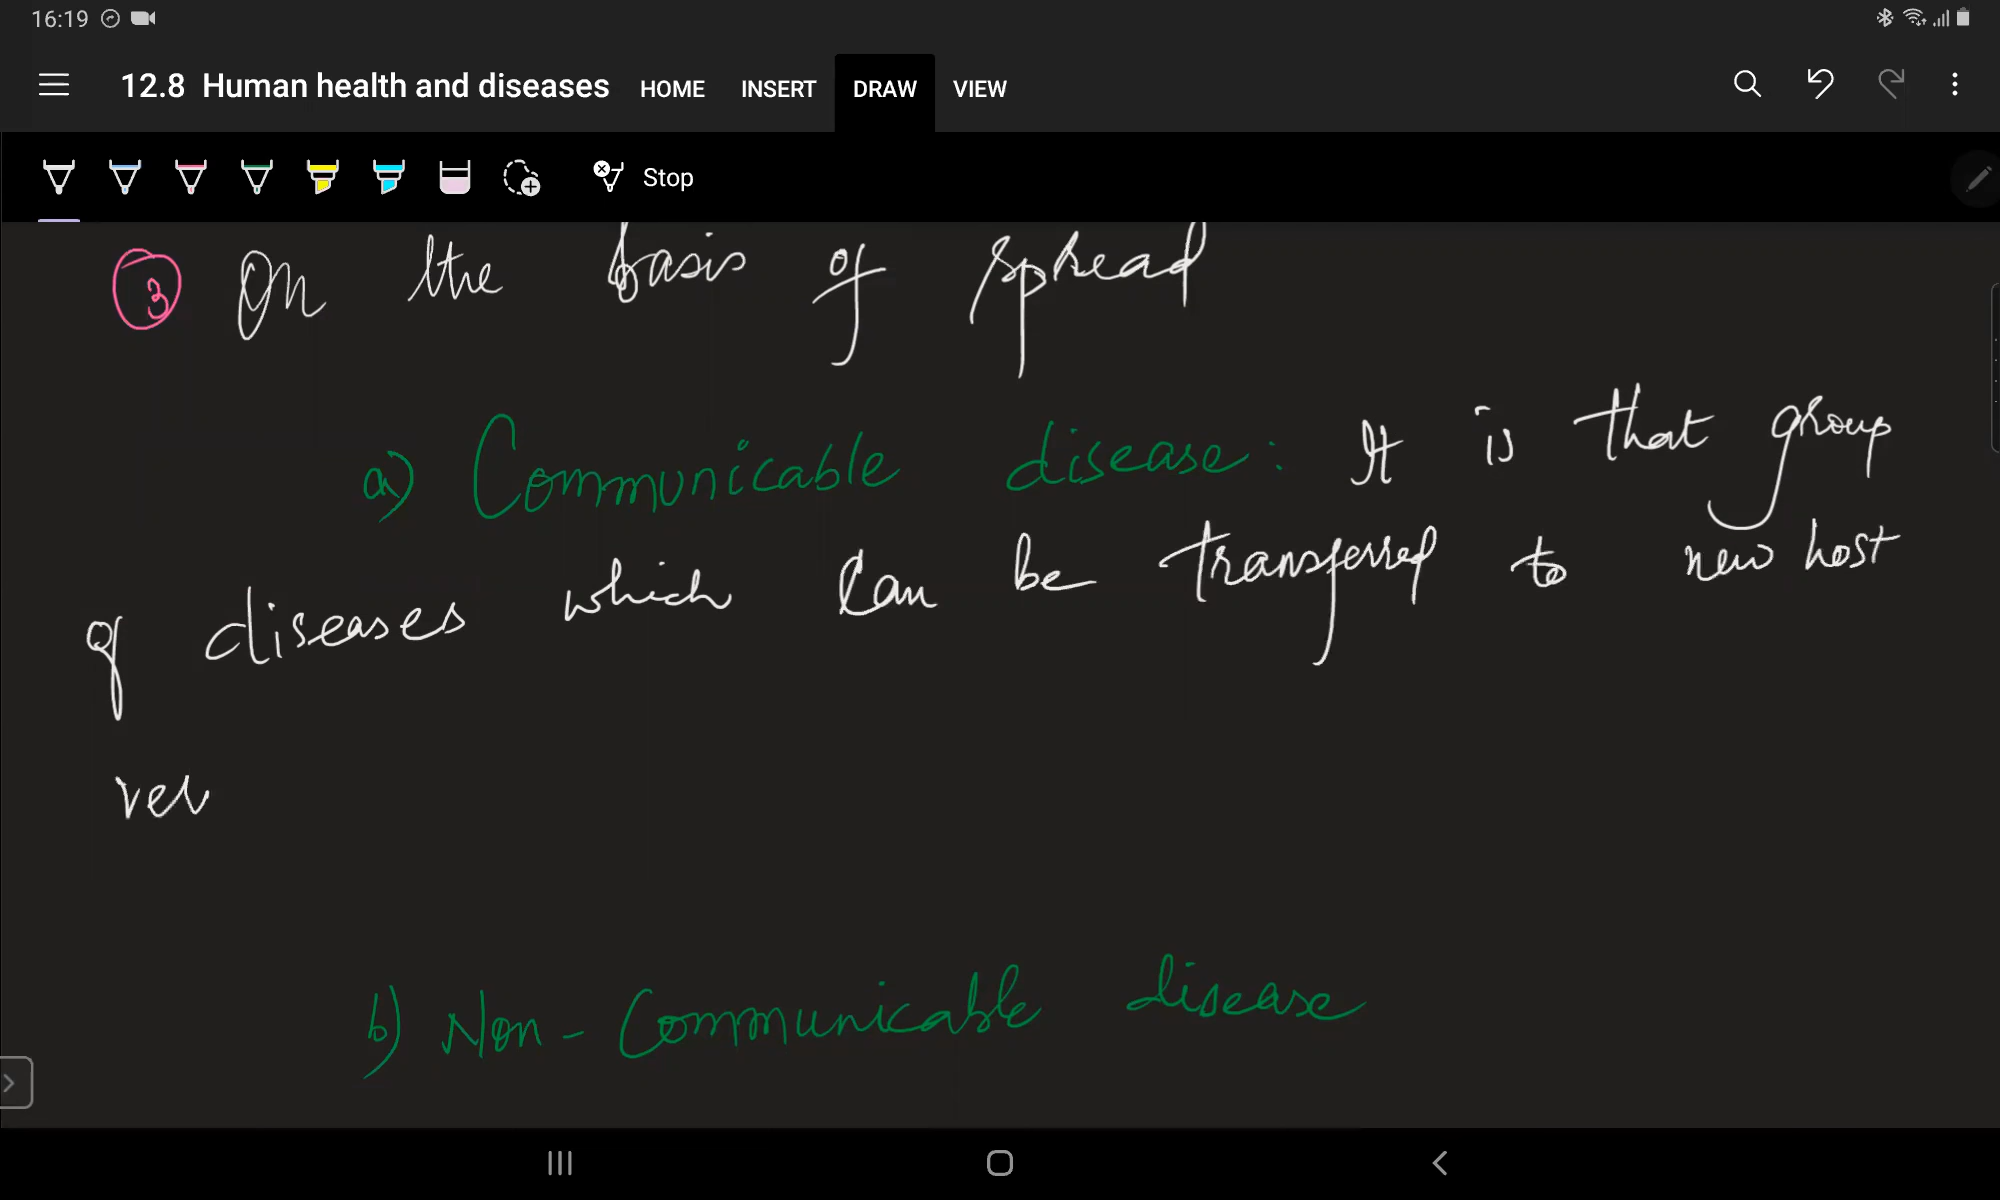 16:19
12.8 Human health and diseases HOME INSERT DRAW VIEW
Stop
3 On the basis of spread
a) Communicable disease: It is that group
of diseases which can be transferred to new host
b) Non-Communicable disease